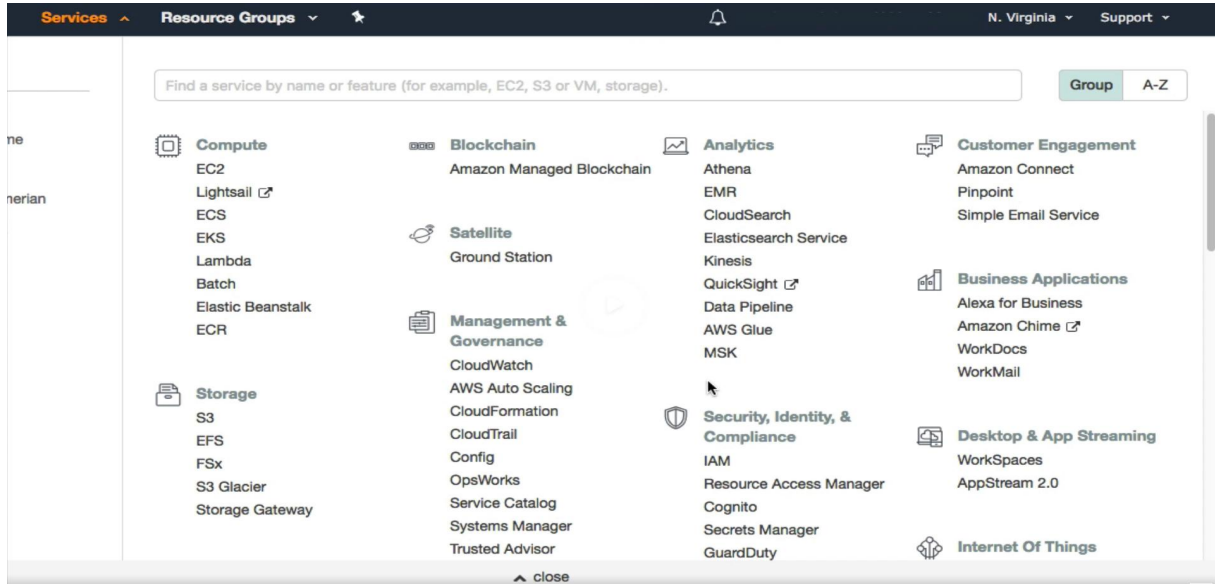 Services
Resource Groups
N. Virginia
Support
Find a service by name or feature (for example, EC2, S3 or VM, storage).
Group
A-Z
me
nerian
Compute
EC2
Lightsail
ECS
EKS
Lambda
Batch
Elastic Beanstalk
ECR
Storage
S3
EFS
FSx
S3 Glacier
Storage Gateway
Blockchain
Amazon Managed Blockchain
Satellite
Ground Station
Management &
Governance
CloudWatch
AWS Auto Scaling
CloudFormation
CloudTrail
Config
OpsWorks
Service Catalog
Systems Manager
Trusted Advisor
Analytics
Athena
EMR
CloudSearch
Elasticsearch Service
Kinesis
QuickSight
Data Pipeline
AWS Glue
MSK
Security, Identity, &
Compliance
IAM
Resource Access Manager
Cognito
Secrets Manager
GuardDuty
Customer Engagement
Amazon Connect
Pinpoint
Simple Email Service
Business Applications
Alexa for Business
Amazon Chime
WorkDocs
WorkMail
Desktop & App Streaming
WorkSpaces
AppStream 2.0
Internet Of Things
close